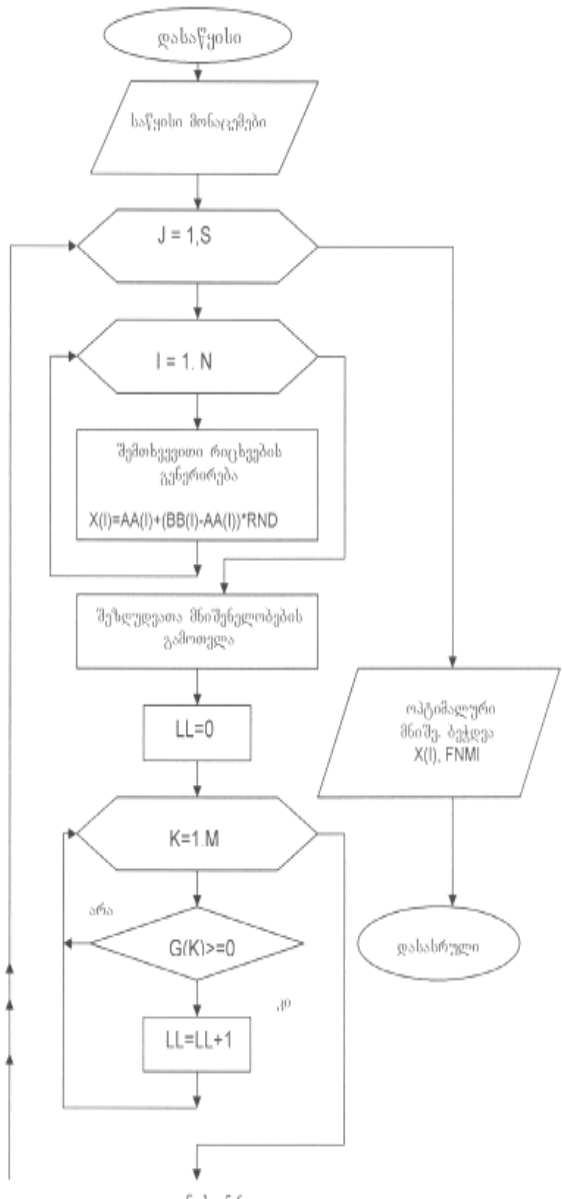 დასაწყისი
საწყისი მონაცემები
J = 1,S
I = 1. N
შემთხვევითი რიცხვების
გენერირება
X(I)=AA(I)+(BB(I)-AA(I))*RND
შეზღუდვათა მნიშვნელობების
გამოთვლა
LL=0
ოპტიმალური
მნიშვ. ბეჭდვა
X(I), FNMI
K=1.M
არა
G(K)>=0
დასასრული
კი
LL=LL+1